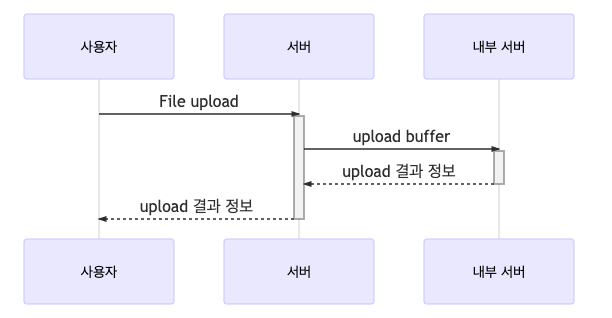 사용자
서버
내부 서버
File upload
upload buffer
upload 결과 정보
upload 결과 정보
사용자
서버
내부 서버